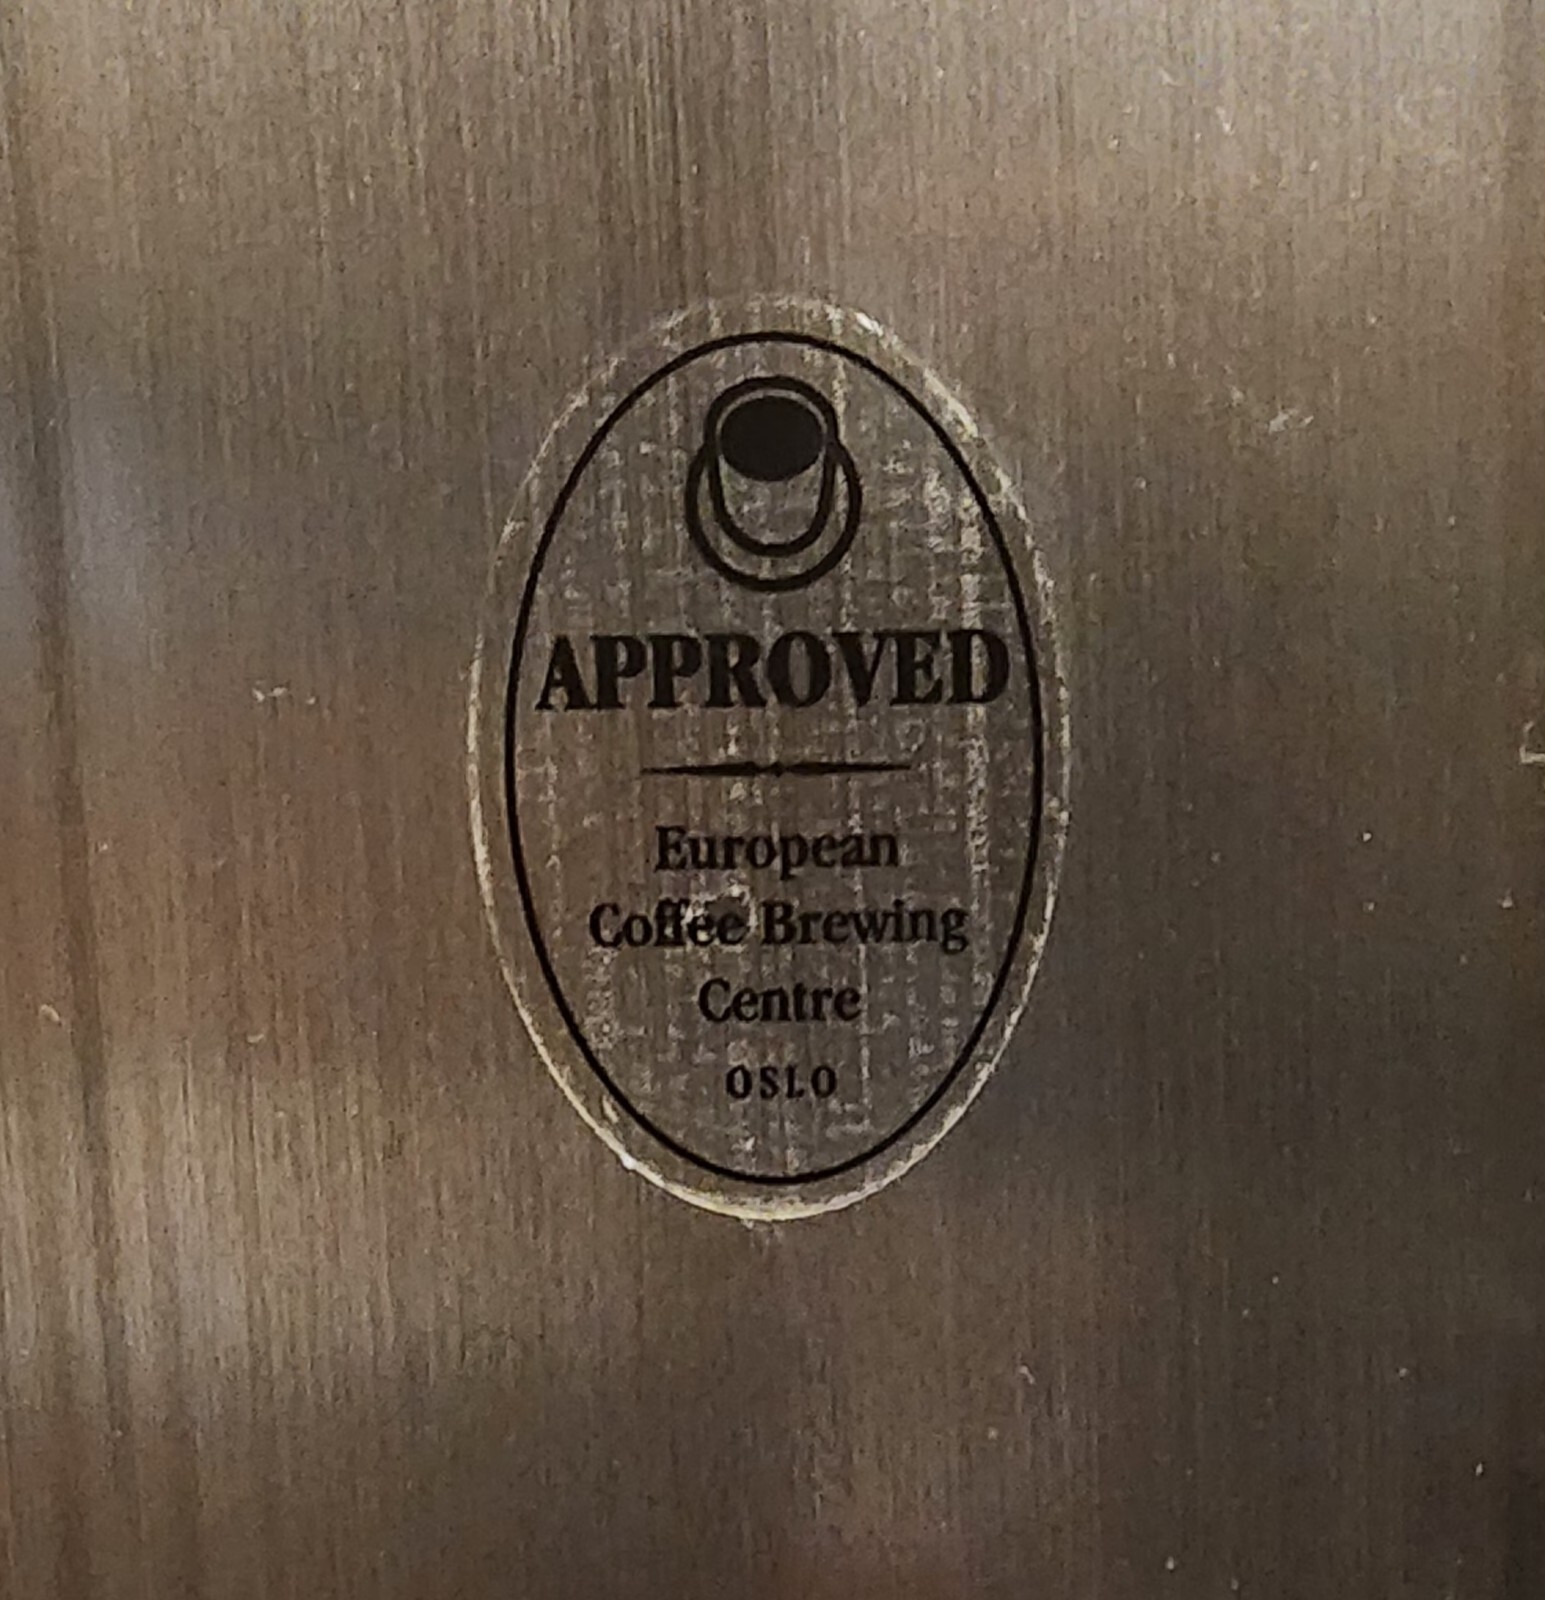 APPROVED
European
Coffee Brewing
Centre
OSLO